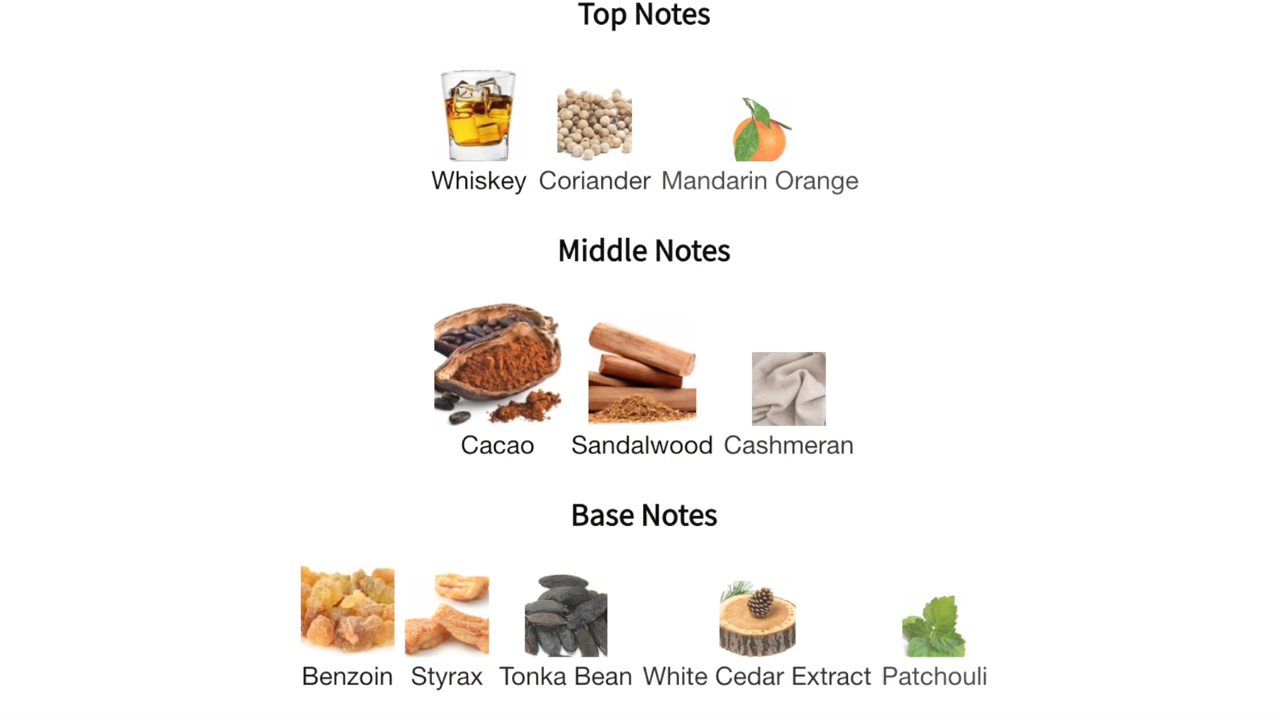 Top Notes
Whiskey Coriander Mandarin Orange
Middle Notes
Cacao Sandalwood Cashmeran
Base Notes
Benzoin Styrax Tonka Bean White Cedar Extract Patchouli